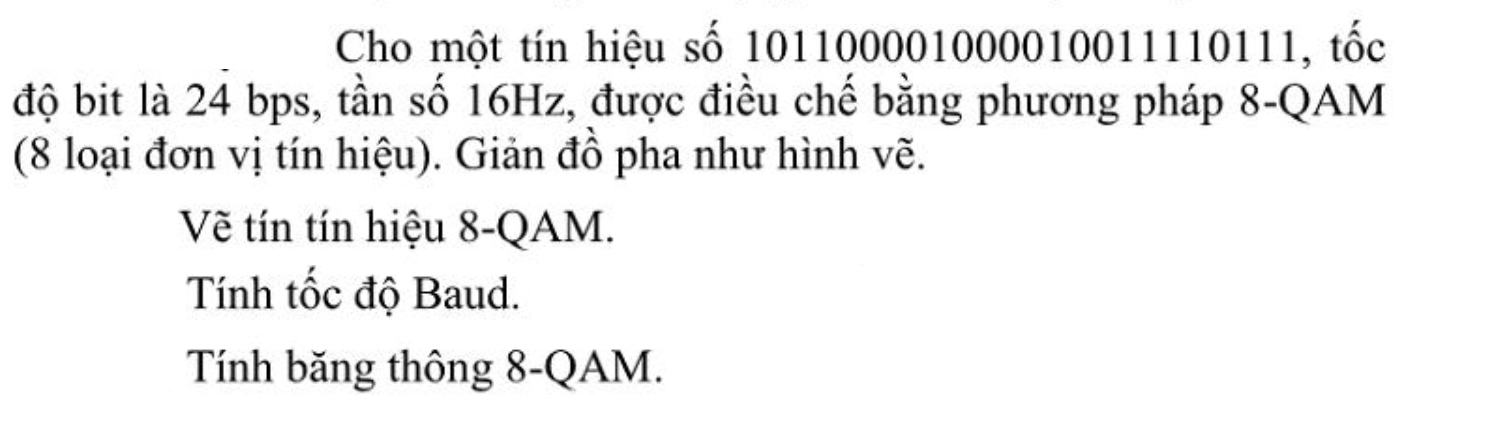 Cho một tín hiệu số 101100001000010011110111, tốc
độ bit là 24 bps, tần số 16Hz, được điều chế bằng phương pháp 8-QAM
(8 loại đơn vị tín hiệu). Giản đồ pha như hình vẽ.
Vẽ tín tín hiệu 8-QAM.
Tính tốc độ Baud.
Tính băng thông 8-QAM.